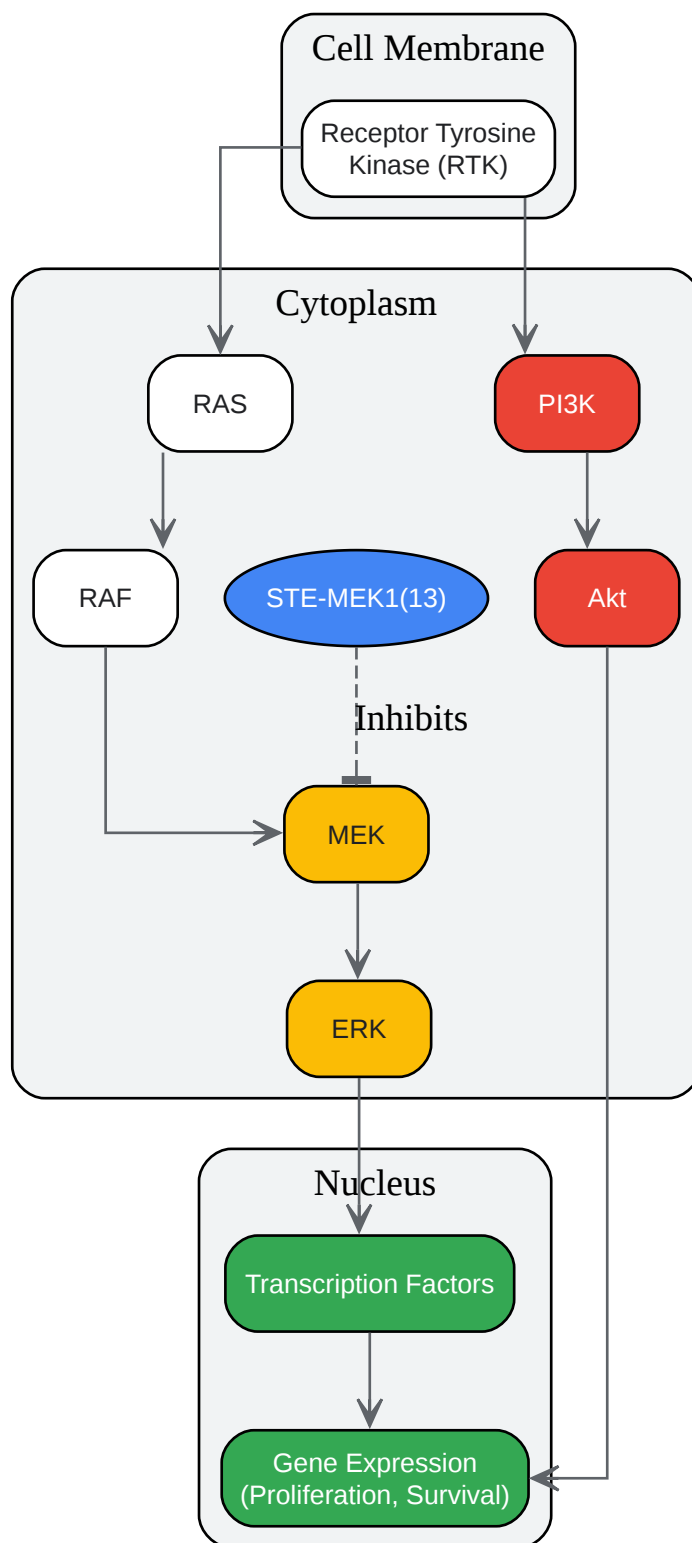 Cell Membrane
Receptor Tyrosine
Kinase (RTK)
Cytoplasm
RAS
PI3K
RAF
STE-MEK1(13)
Akt
Inhibits
MEK
ERK
Nucleus
Transcription Factors
Gene Expression
(Proliferation, Survival)